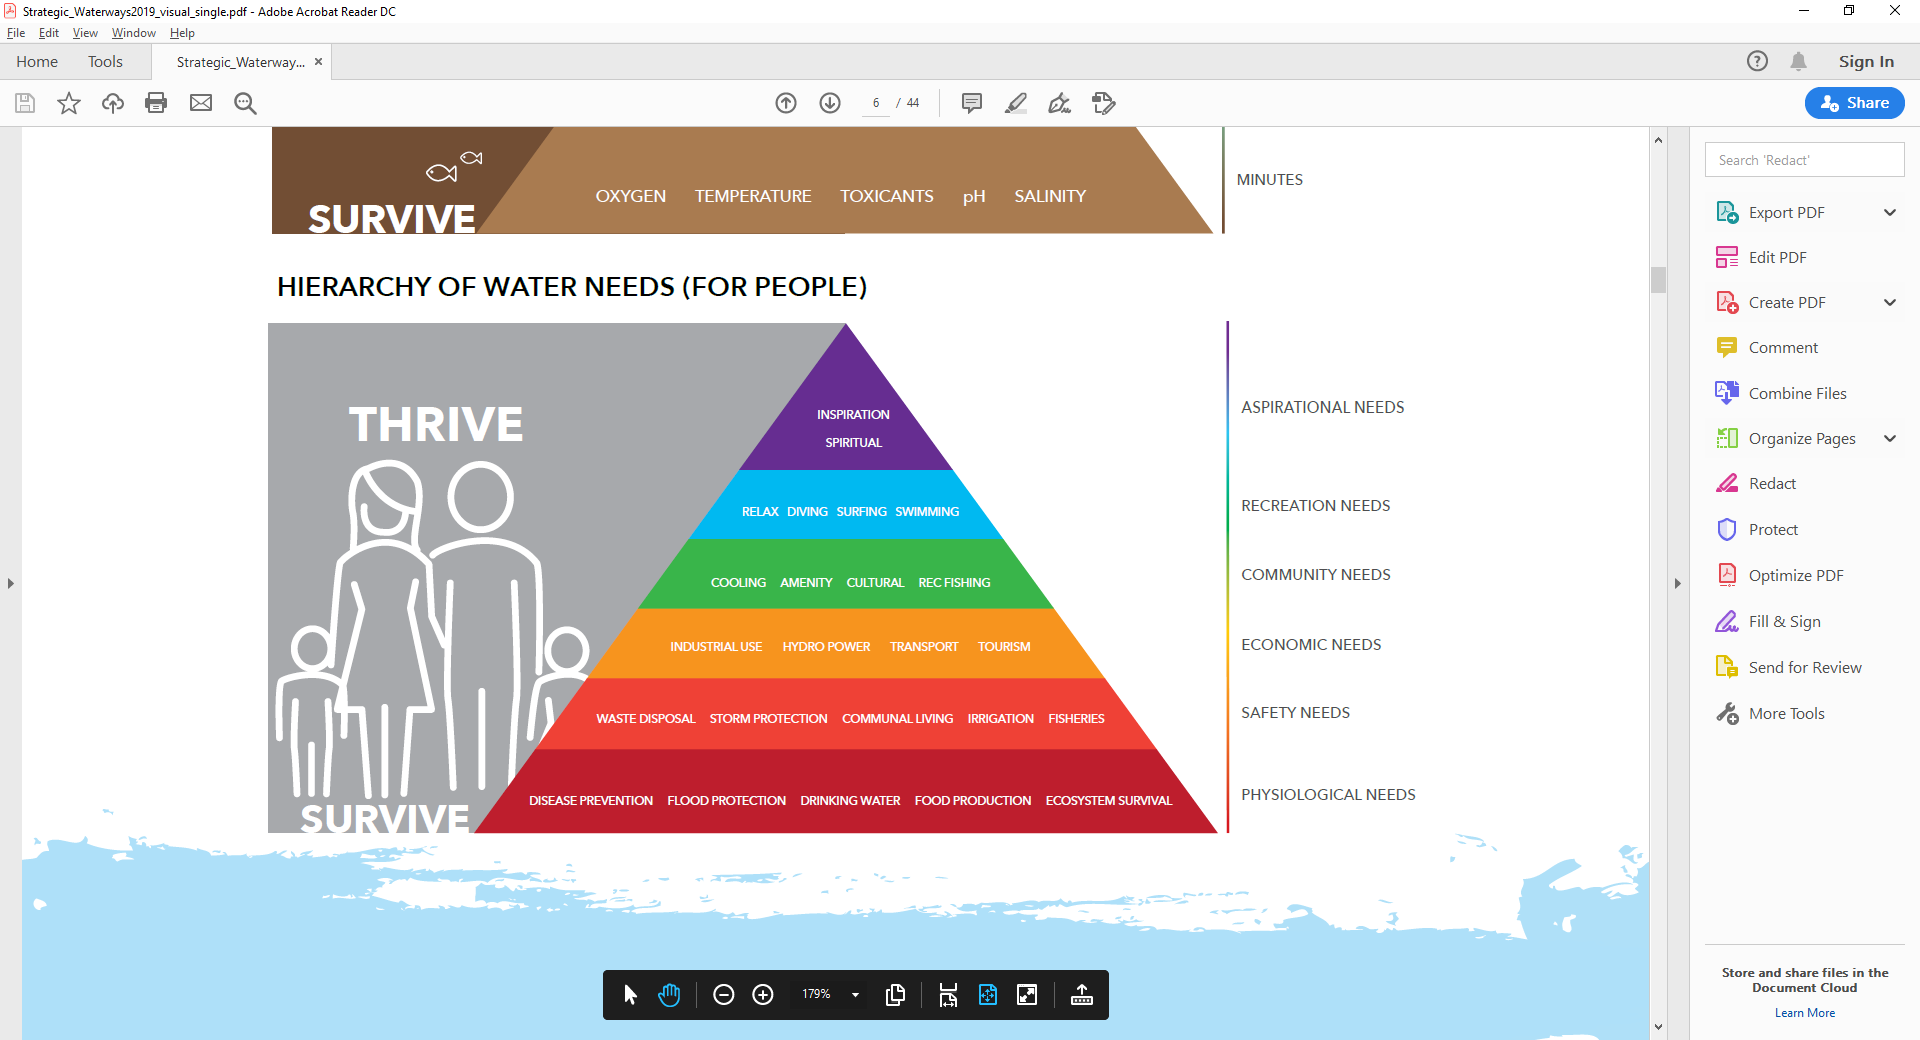 Strategic_Waterways2019_visual_single.pdf - Adobe Acrobat Reader DC
File Edit View Window Help
Home Tools Strategic_Waterway... × ? Sign In
6 / 44 Share
SURVIVE OXYGEN TEMPERATURE TOXICANTS pH SALINITY MINUTES
HIERARCHY OF WATER NEEDS (FOR PEOPLE)
THRIVE
INSPIRATION
SPIRITUAL
ASPIRATIONAL NEEDS
RELAX DIVING SURFING SWIMMING RECREATION NEEDS
COOLING AMENITY CULTURAL REC FISHING COMMUNITY NEEDS
INDUSTRIAL USE HYDRO POWER TRANSPORT TOURISM ECONOMIC NEEDS
WASTE DISPOSAL STORM PROTECTION COMMUNAL LIVING IRRIGATION FISHERIES SAFETY NEEDS
DISEASE PREVENTION FLOOD PROTECTION DRINKING WATER FOOD PRODUCTION ECOSYSTEM SURVIVAL PHYSIOLOGICAL NEEDS
SURVIVE
179%
Search 'Redact'
Export PDF
Edit PDF
Create PDF
Comment
Combine Files
Organize Pages
Redact
Protect
Optimize PDF
Fill & Sign
Send for Review
More Tools
Store and share files in the
Document Cloud
Learn More